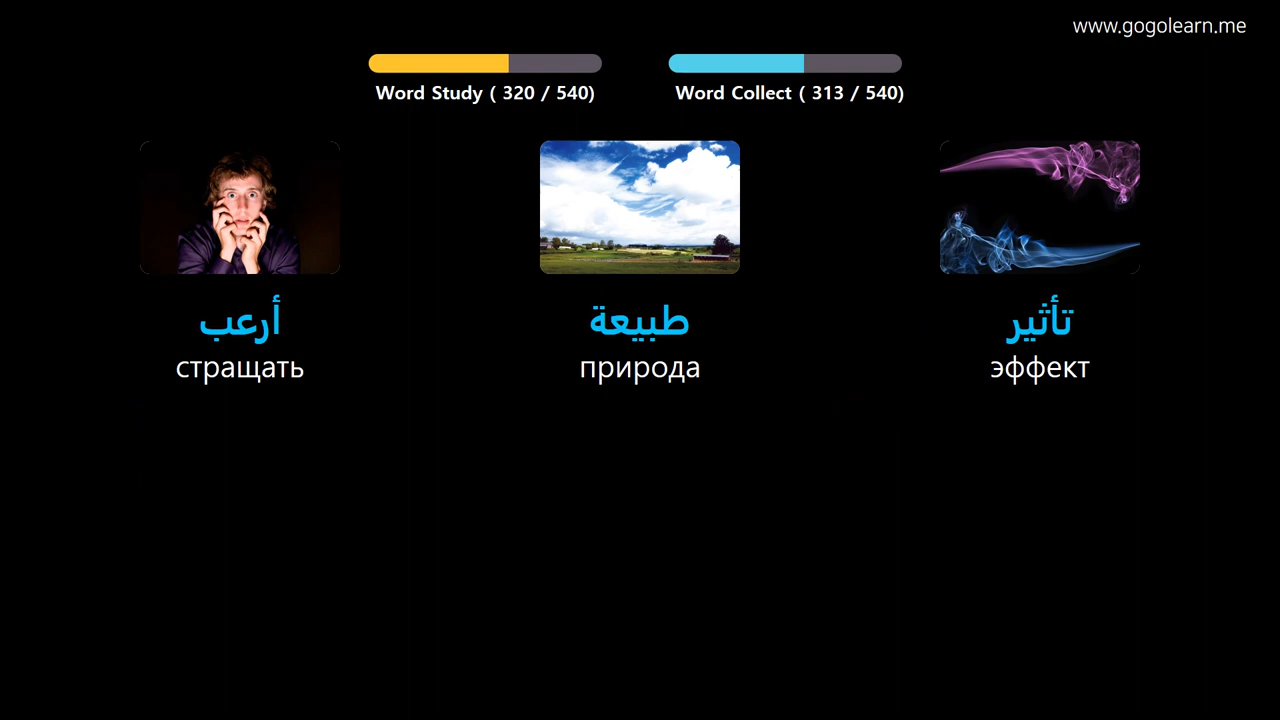 www.gogolearn.me
Word Study ( 320 / 540)
Word Collect ( 313 / 540)
أرعب
стращать
طبيعة
природа
تأثير
эффект